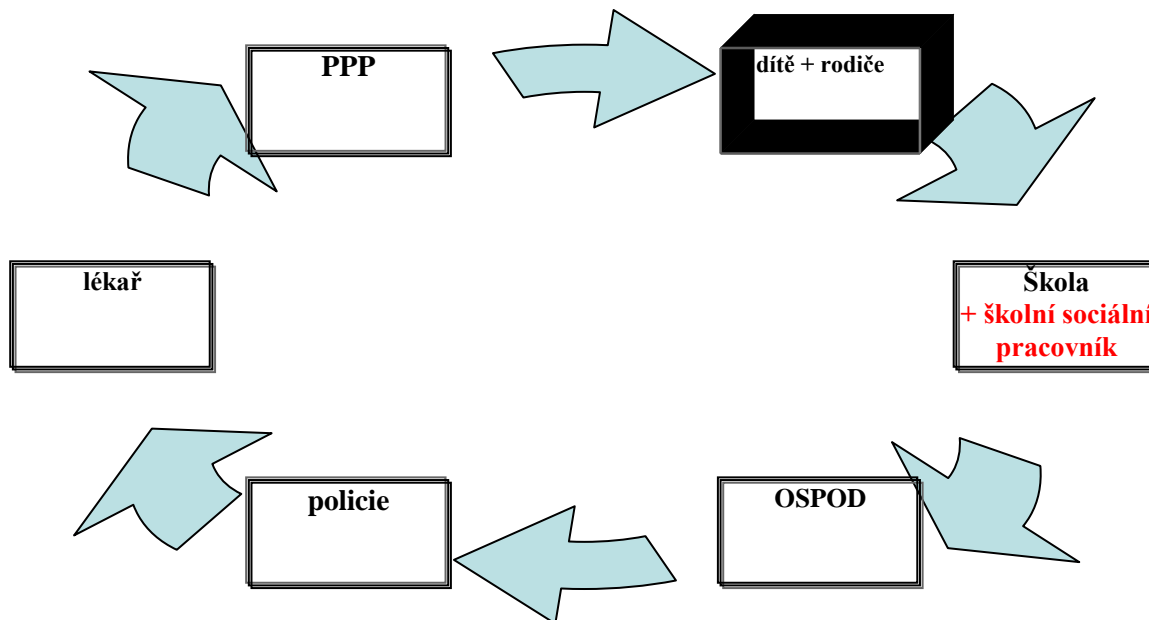 PPP
dítě + rodiče
lékař
Škola
+ školní sociální
pracovník
policie
OSPOD